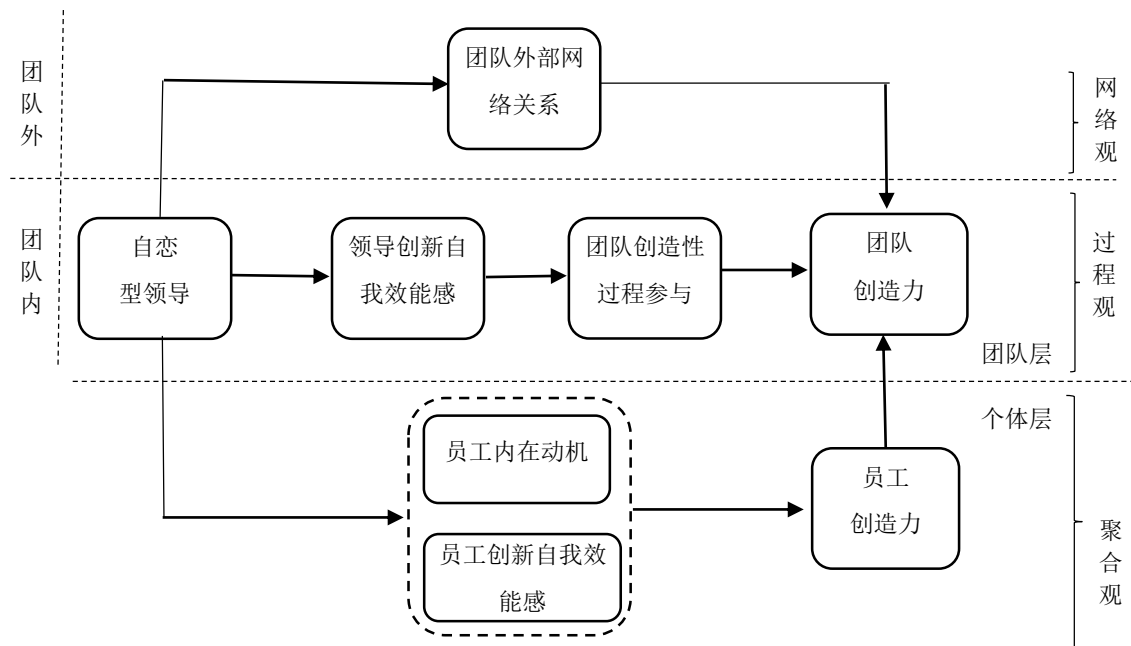 团队外
团队外部网
络关系
网络观
团队内
自恋
型领导
领导创新自
我效能感
团队创造性
过程参与
团队
创造力
过程观
团队层
个体层
员工内在动机
员工创新自我效
能感
员工
创造力
聚合观